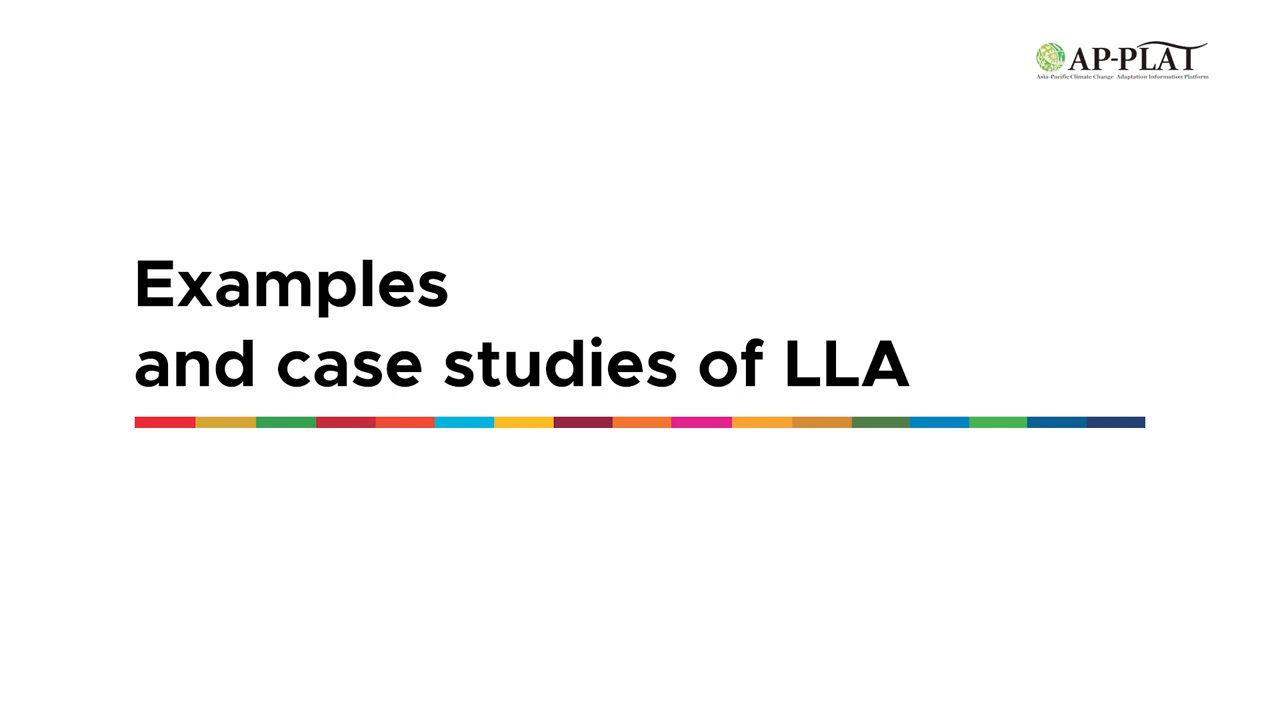 AP-PLAT
Asia-Pacific Climate Change Adaptation Information Platform
Examples
and case studies of LLA